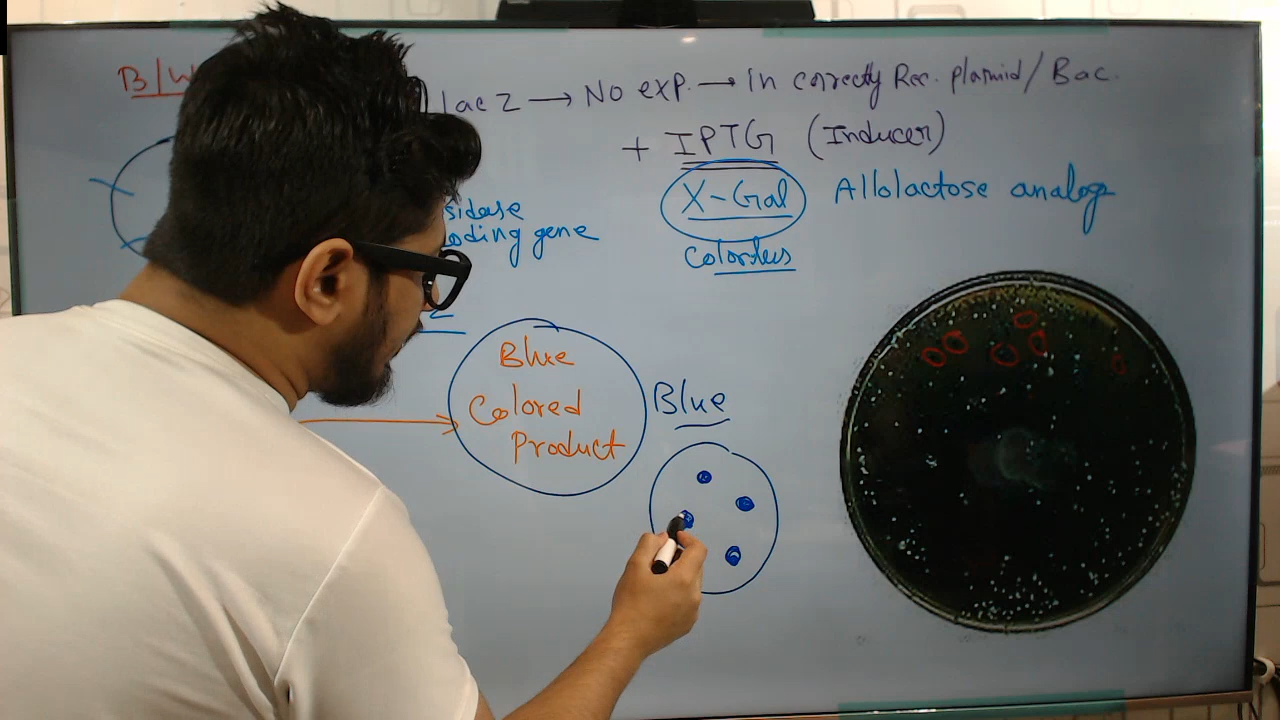 B/W
lac Z → No exp. → In correctly Rec. plasmid/Bac.
+ IPTG (Inducer)
X-Gal Allolactose analog
Colorless
sidase
oding gene
Blue
Colored
Product
Blue